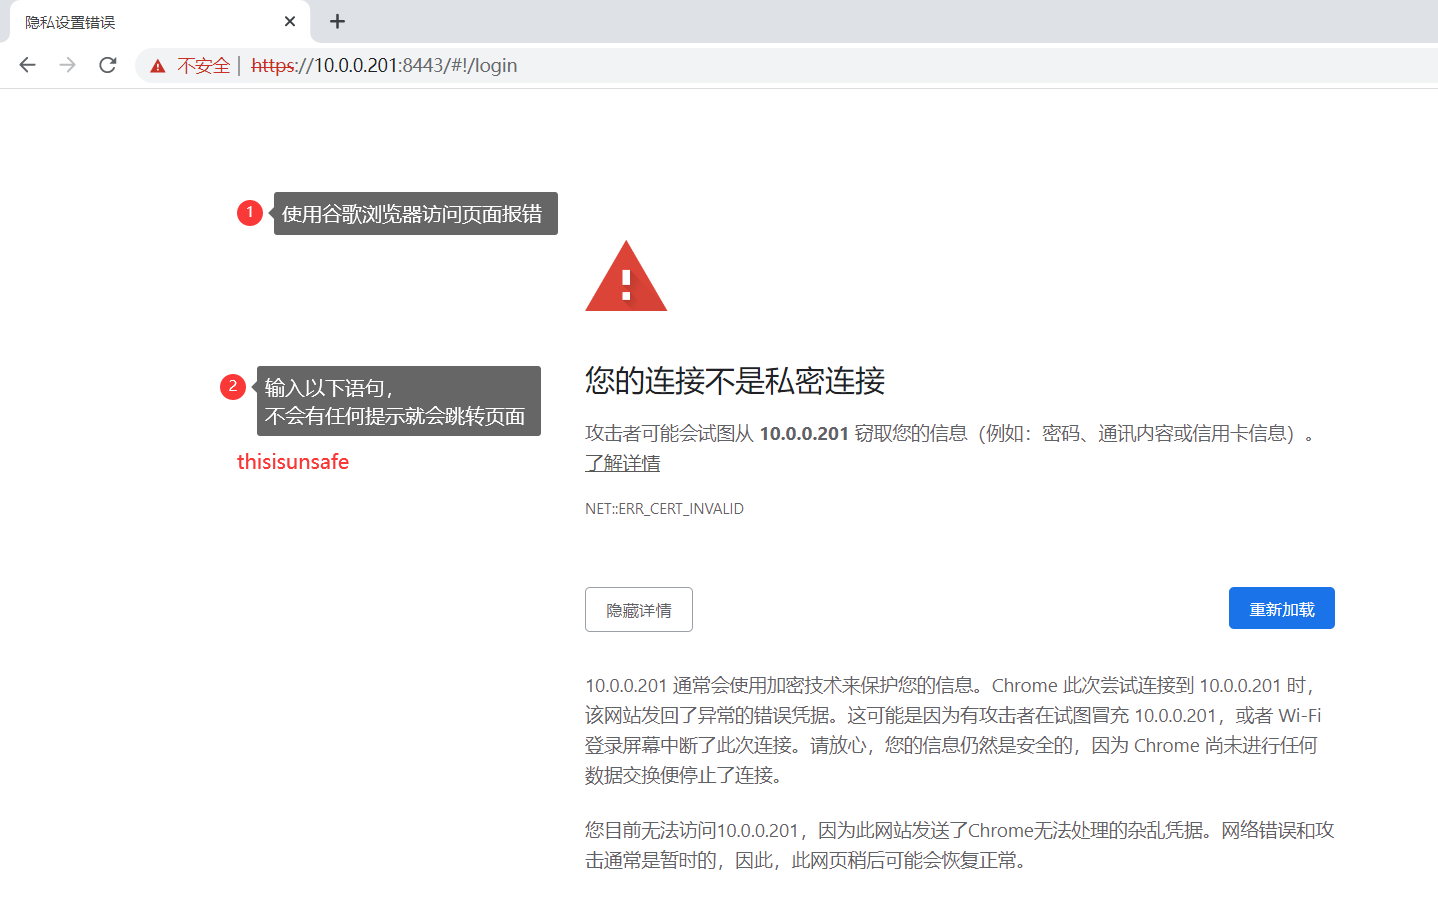 隐私设置错误
不安全 | https://10.0.0.201:8443/#!/login
1 使用谷歌浏览器访问页面报错
2 输入以下语句，
不会有任何提示就会跳转页面
thisisunsafe
您的连接不是私密连接
攻击者可能会试图从 10.0.0.201 窃取您的信息（例如：密码、通讯内容或信用卡信息）。
了解详情
NET::ERR_CERT_INVALID
隐藏详情
重新加载
10.0.0.201 通常会使用加密技术来保护您的信息。Chrome 此次尝试连接到 10.0.0.201 时，
该网站发回了异常的错误凭据。这可能是因为有攻击者在试图冒充 10.0.0.201，或者 Wi-Fi
登录屏幕中断了此次连接。请放心，您的信息仍然是安全的，因为 Chrome 尚未进行任何
数据交换便停止了连接。
您目前无法访问10.0.0.201，因为此网站发送了Chrome无法处理的杂乱凭据。网络错误和攻
击通常是暂时的，因此，此网页稍后可能会恢复正常。